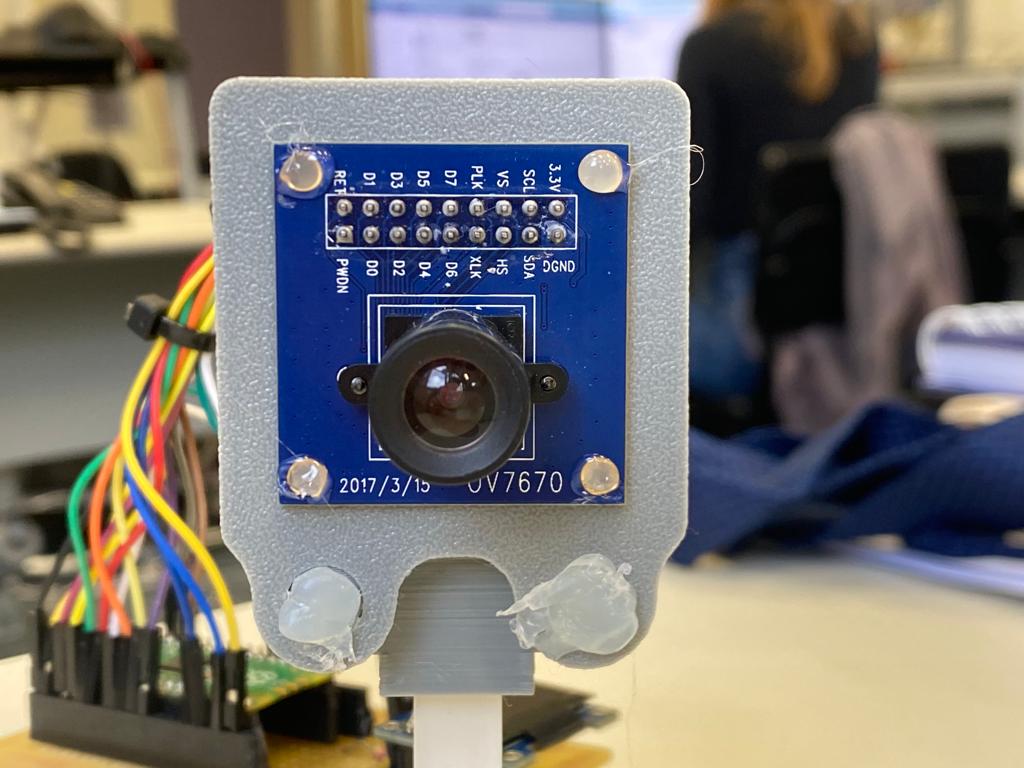 RET D1 D3 D5 D7 PLK VS SCL 3.3V
PWDN D0 D2 D4 D6 XLK HS SDA DGND
2017/3/15 OV7670